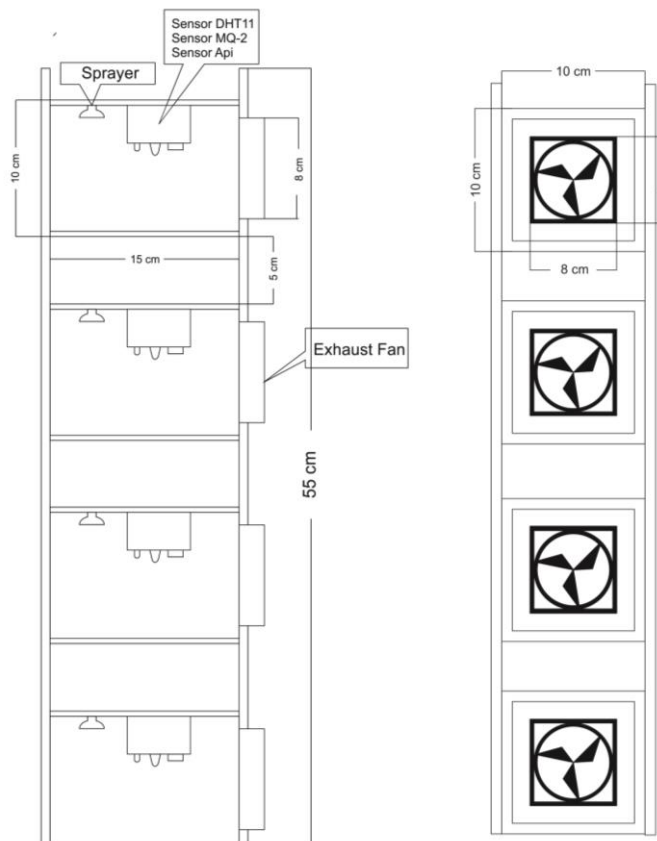 Sensor DHT11
Sensor MQ-2
Sensor Api
Sprayer
10 cm
8 cm
15 cm
5 cm
Exhaust Fan
55 cm
10 cm
10 cm
8 cm